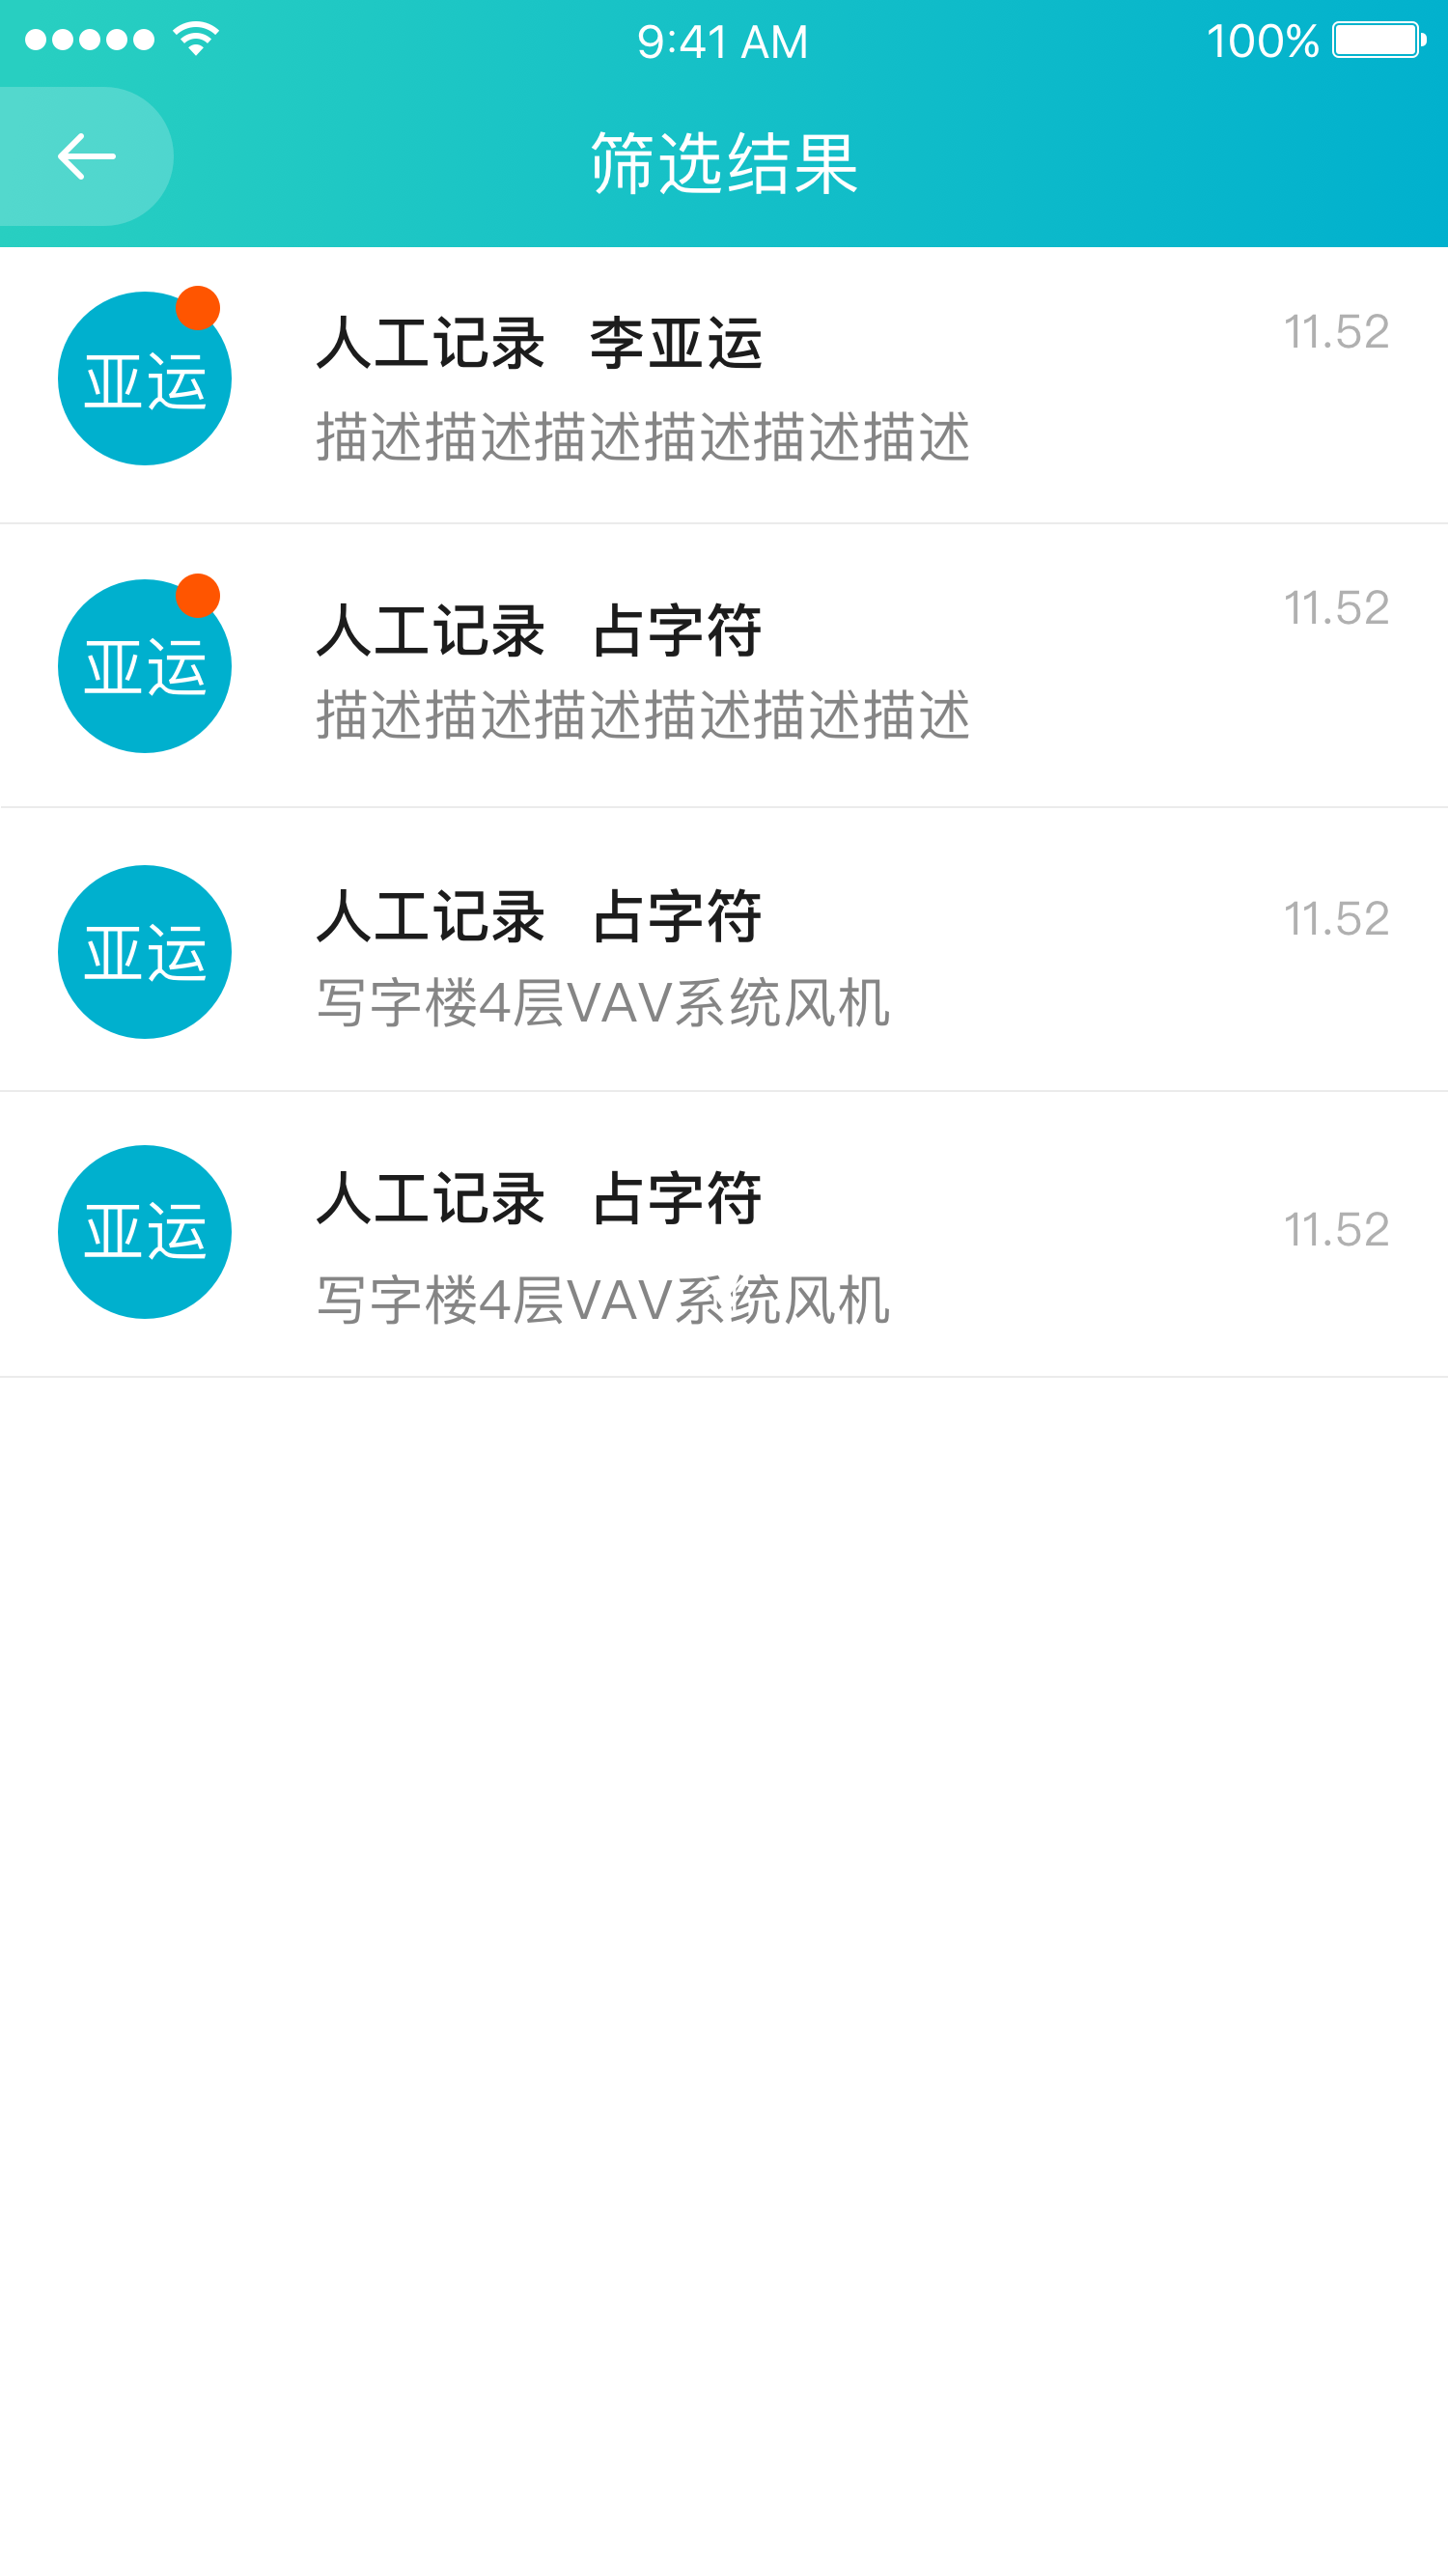 9:41 AM 100%
筛选结果
亚运
人工记录 李亚运
11.52
描述描述描述描述描述描述
亚运
人工记录 占字符
11.52
描述描述描述描述描述描述
亚运
人工记录 占字符
11.52
写字楼4层VAV系统风机
亚运
人工记录 占字符
11.52
写字楼4层VAV系统风机